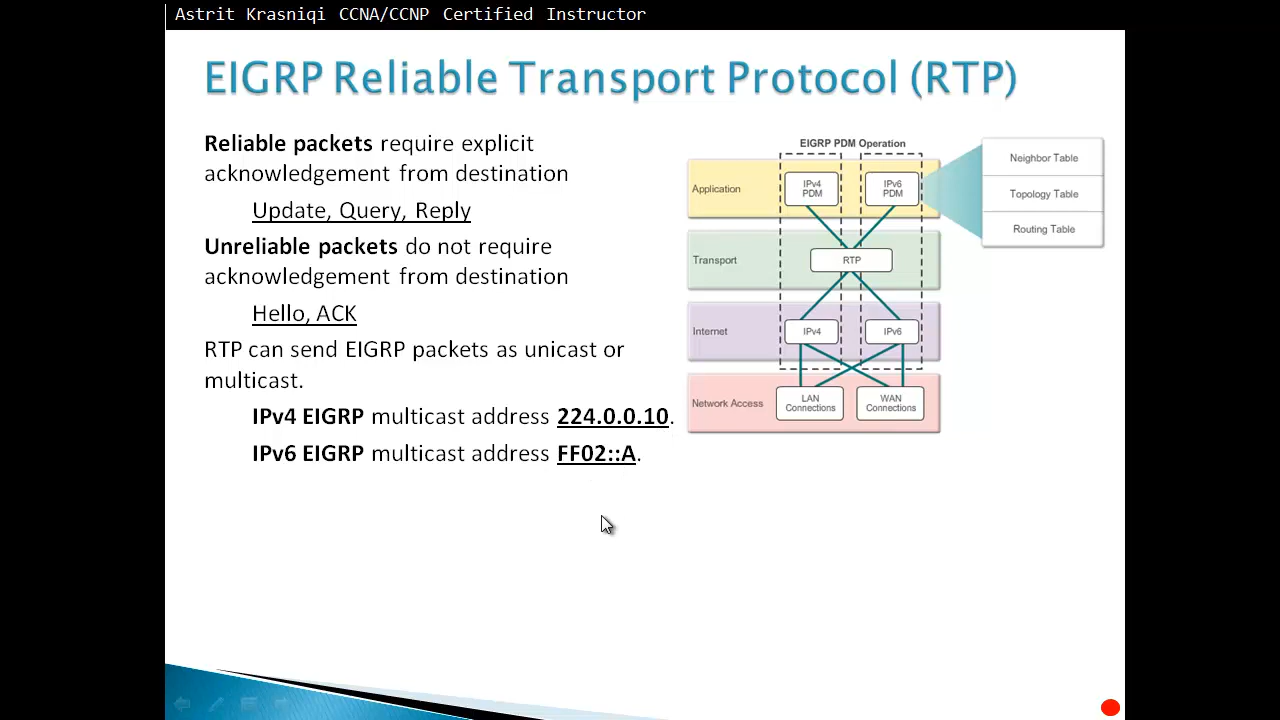 Astrit Krasniqi CCNA/CCNP Certified Instructor
EIGRP Reliable Transport Protocol (RTP)
Reliable packets require explicit
acknowledgement from destination
Update, Query, Reply
Unreliable packets do not require
acknowledgement from destination
Hello, ACK
RTP can send EIGRP packets as unicast or
multicast.
IPv4 EIGRP multicast address 224.0.0.10.
IPv6 EIGRP multicast address FF02::A.
EIGRP PDM Operation
Application
IPv4
PDM
IPv6
PDM
Neighbor Table
Topology Table
Routing Table
Transport
RTP
Internet
IPv4
IPv6
Network Access
LAN
Connections
WAN
Connections